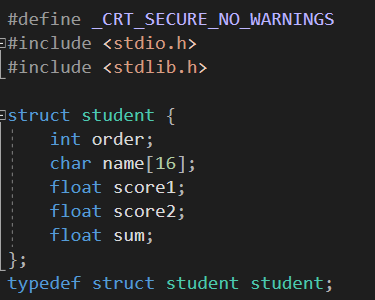 #define _CRT_SECURE_NO_WARNINGS
#include <stdio.h>
#include <stdlib.h>
struct student {
int order;
char name[16];
float score1;
float score2;
float sum;
};
typedef struct student student;